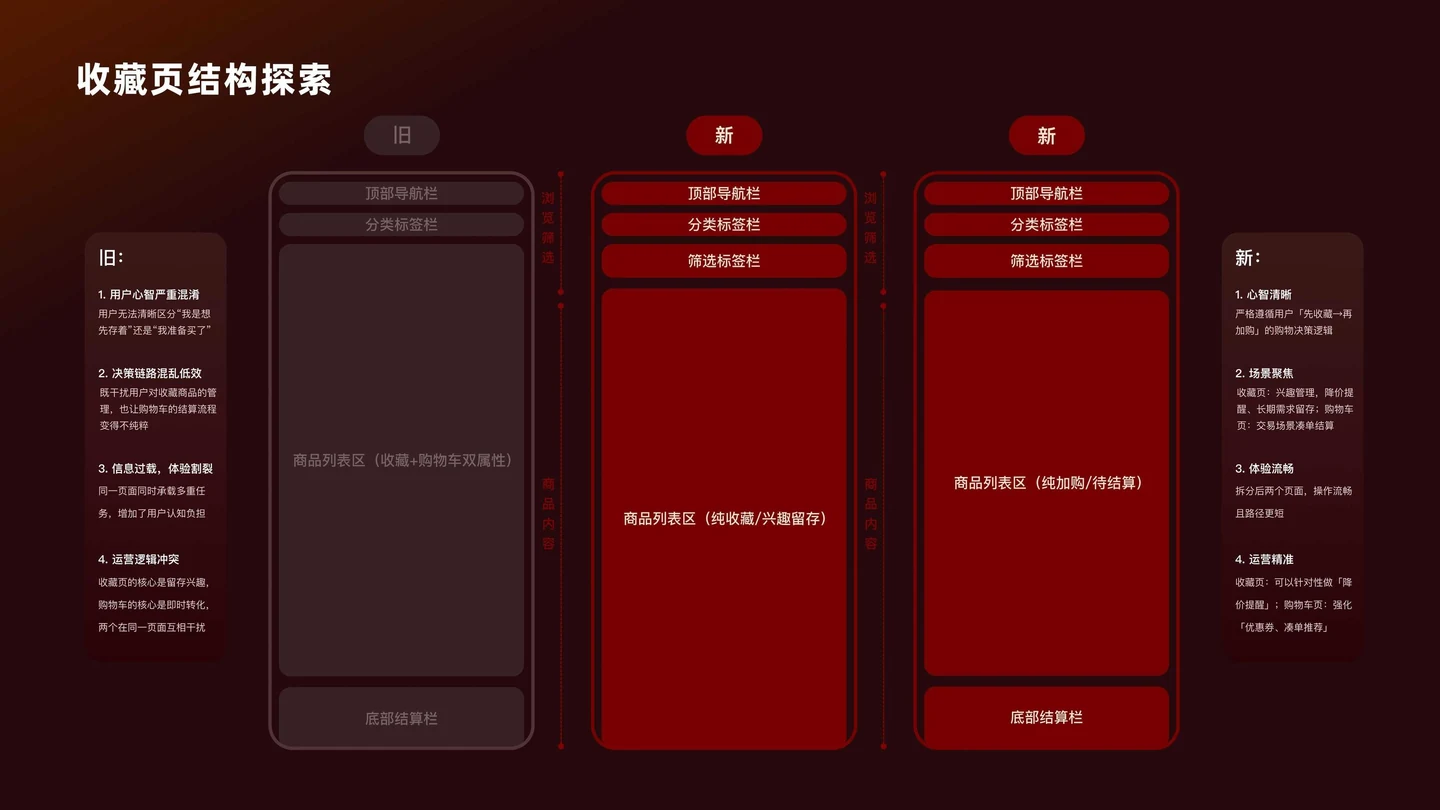 收藏页结构探索
旧:
1. 用户心智严重混淆
用户无法清晰区分“我是想
先存着”还是“我准备买了”
2. 决策链路混乱低效
既干扰用户对收藏商品的管
理，也让购物车的结算流程
变得不纯粹
3. 信息过载，体验割裂
同一页面同时承载多重任
务，增加了用户认知负担
4. 运营逻辑冲突
收藏页的核心是留存兴趣，
购物车的核心是即时转化，
两个在同一页面互相干扰
旧
顶部导航栏
分类标签栏
商品列表区（收藏+购物车双属性）
底部结算栏
浏览筛选
商品内容
新
顶部导航栏
分类标签栏
筛选标签栏
商品列表区（纯收藏/兴趣留存）
浏览筛选
商品内容
新
顶部导航栏
分类标签栏
筛选标签栏
商品列表区（纯加购/待结算）
底部结算栏
新:
1. 心智清晰
严格遵循用户「先收藏→再
加购」的购物决策逻辑
2. 场景聚焦
收藏页：兴趣管理，降价提
醒、长期需求留存；购物车
页：交易场景凑单结算
3. 体验流畅
拆分后两个页面，操作流畅
且路径更短
4. 运营精准
收藏页：可以针对性做「降
价提醒」；购物车页：强化
「优惠券、凑单推荐」